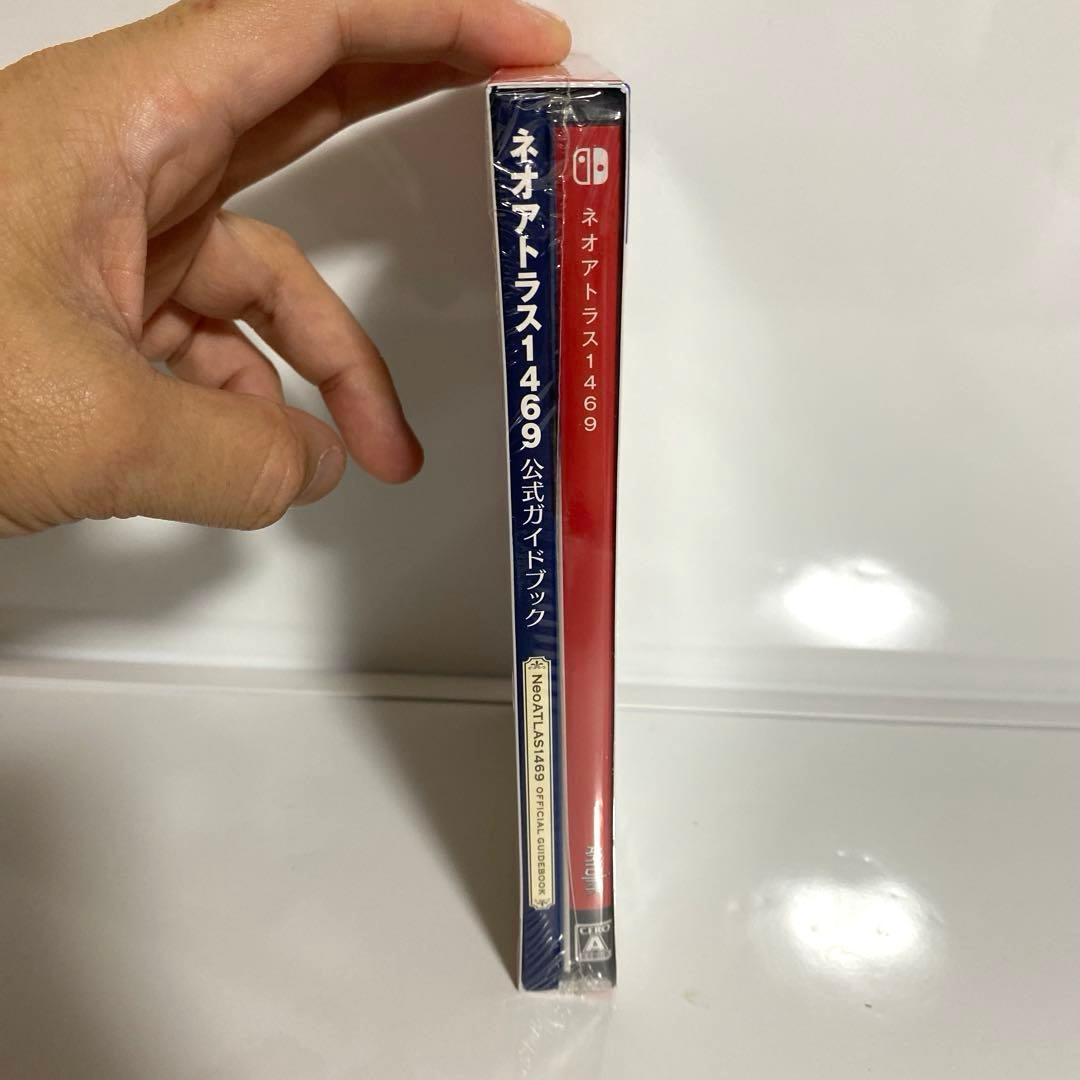 ネオアトラス1469 公式ガイドブック
NeoATLAS1469 OFFICIAL GUIDEBOOK
ネオアトラス1469
CERO
A